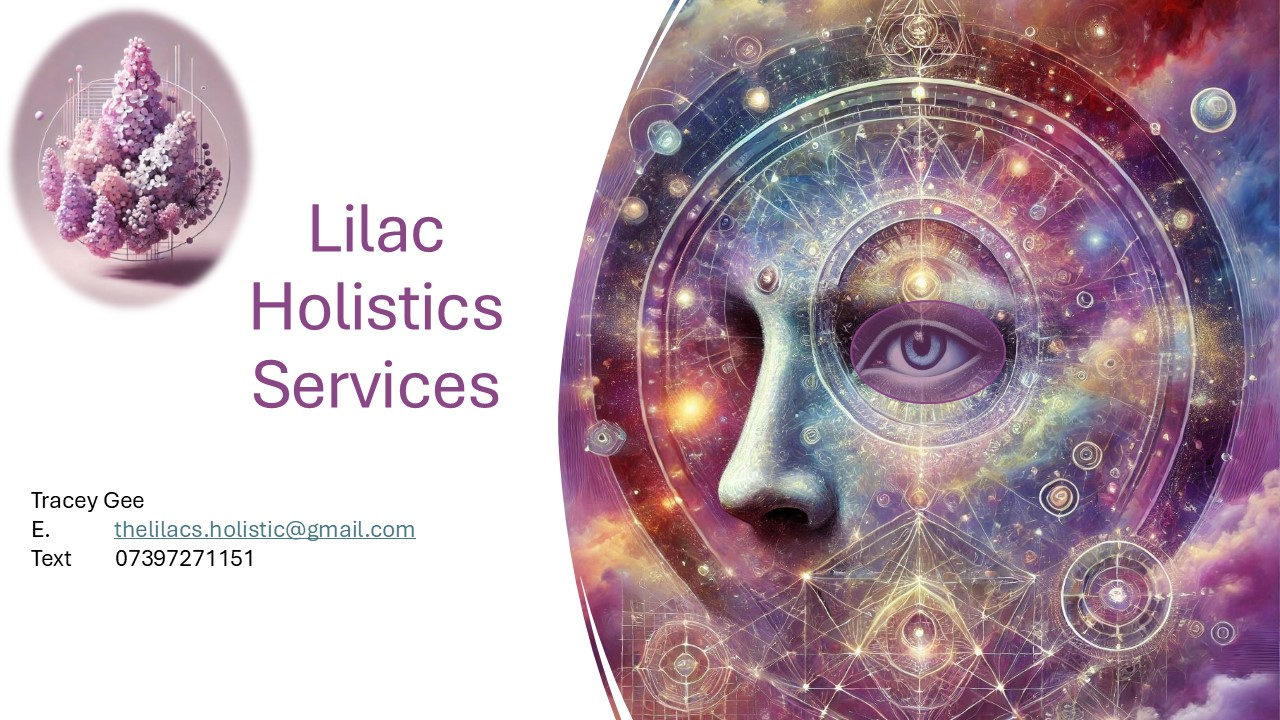 Lilac
Holistics
Services
Tracey Gee
E. thelilacs.holistic@gmail.com
Text 07397271151